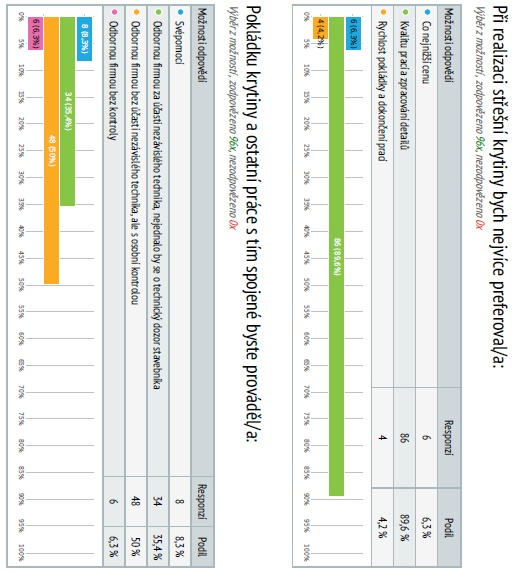 Při realizaci střešní krytiny bych nejvíce preferoval/a:
Výběr z možností, zodpovězeno 96x, nezodpovězeno 0x
Možnosti odpovědí Responzí Podíl
Co nejnižší cenu 6 6,3 %
Kvalitu prací a zpracování detailů 86 89,6 %
Rychlost pokládky a dokončení prací 4 4,2 %
6 (6,3%)
86 (89,6%)
4 (4,2%)
0% 5% 10% 15% 20% 25% 30% 35% 40% 45% 50% 55% 60% 65% 70% 75% 80% 85% 90% 95% 100%
Pokládku krytiny a ostatní práce s tím spojené byste prováděl/a:
Výběr z možností, zodpovězeno 96x, nezodpovězeno 0x
Možnosti odpovědí Responzí Podíl
Svépomocí 8 8,3 %
Odbornou firmou za účasti nezávislého technika, nejednalo by se o technický dozor stavebníka 34 35,4 %
Odbornou firmou bez účasti nezávislého technika, ale s osobní kontrolou 48 50 %
Odbornou firmou bez kontroly 6 6,3 %
8 (8,3%)
34 (35,4%)
48 (50%)
6 (6,3%)
0% 5% 10% 15% 20% 25% 30% 35% 40% 45% 50% 55% 60% 65% 70% 75% 80% 85% 90% 95% 100%